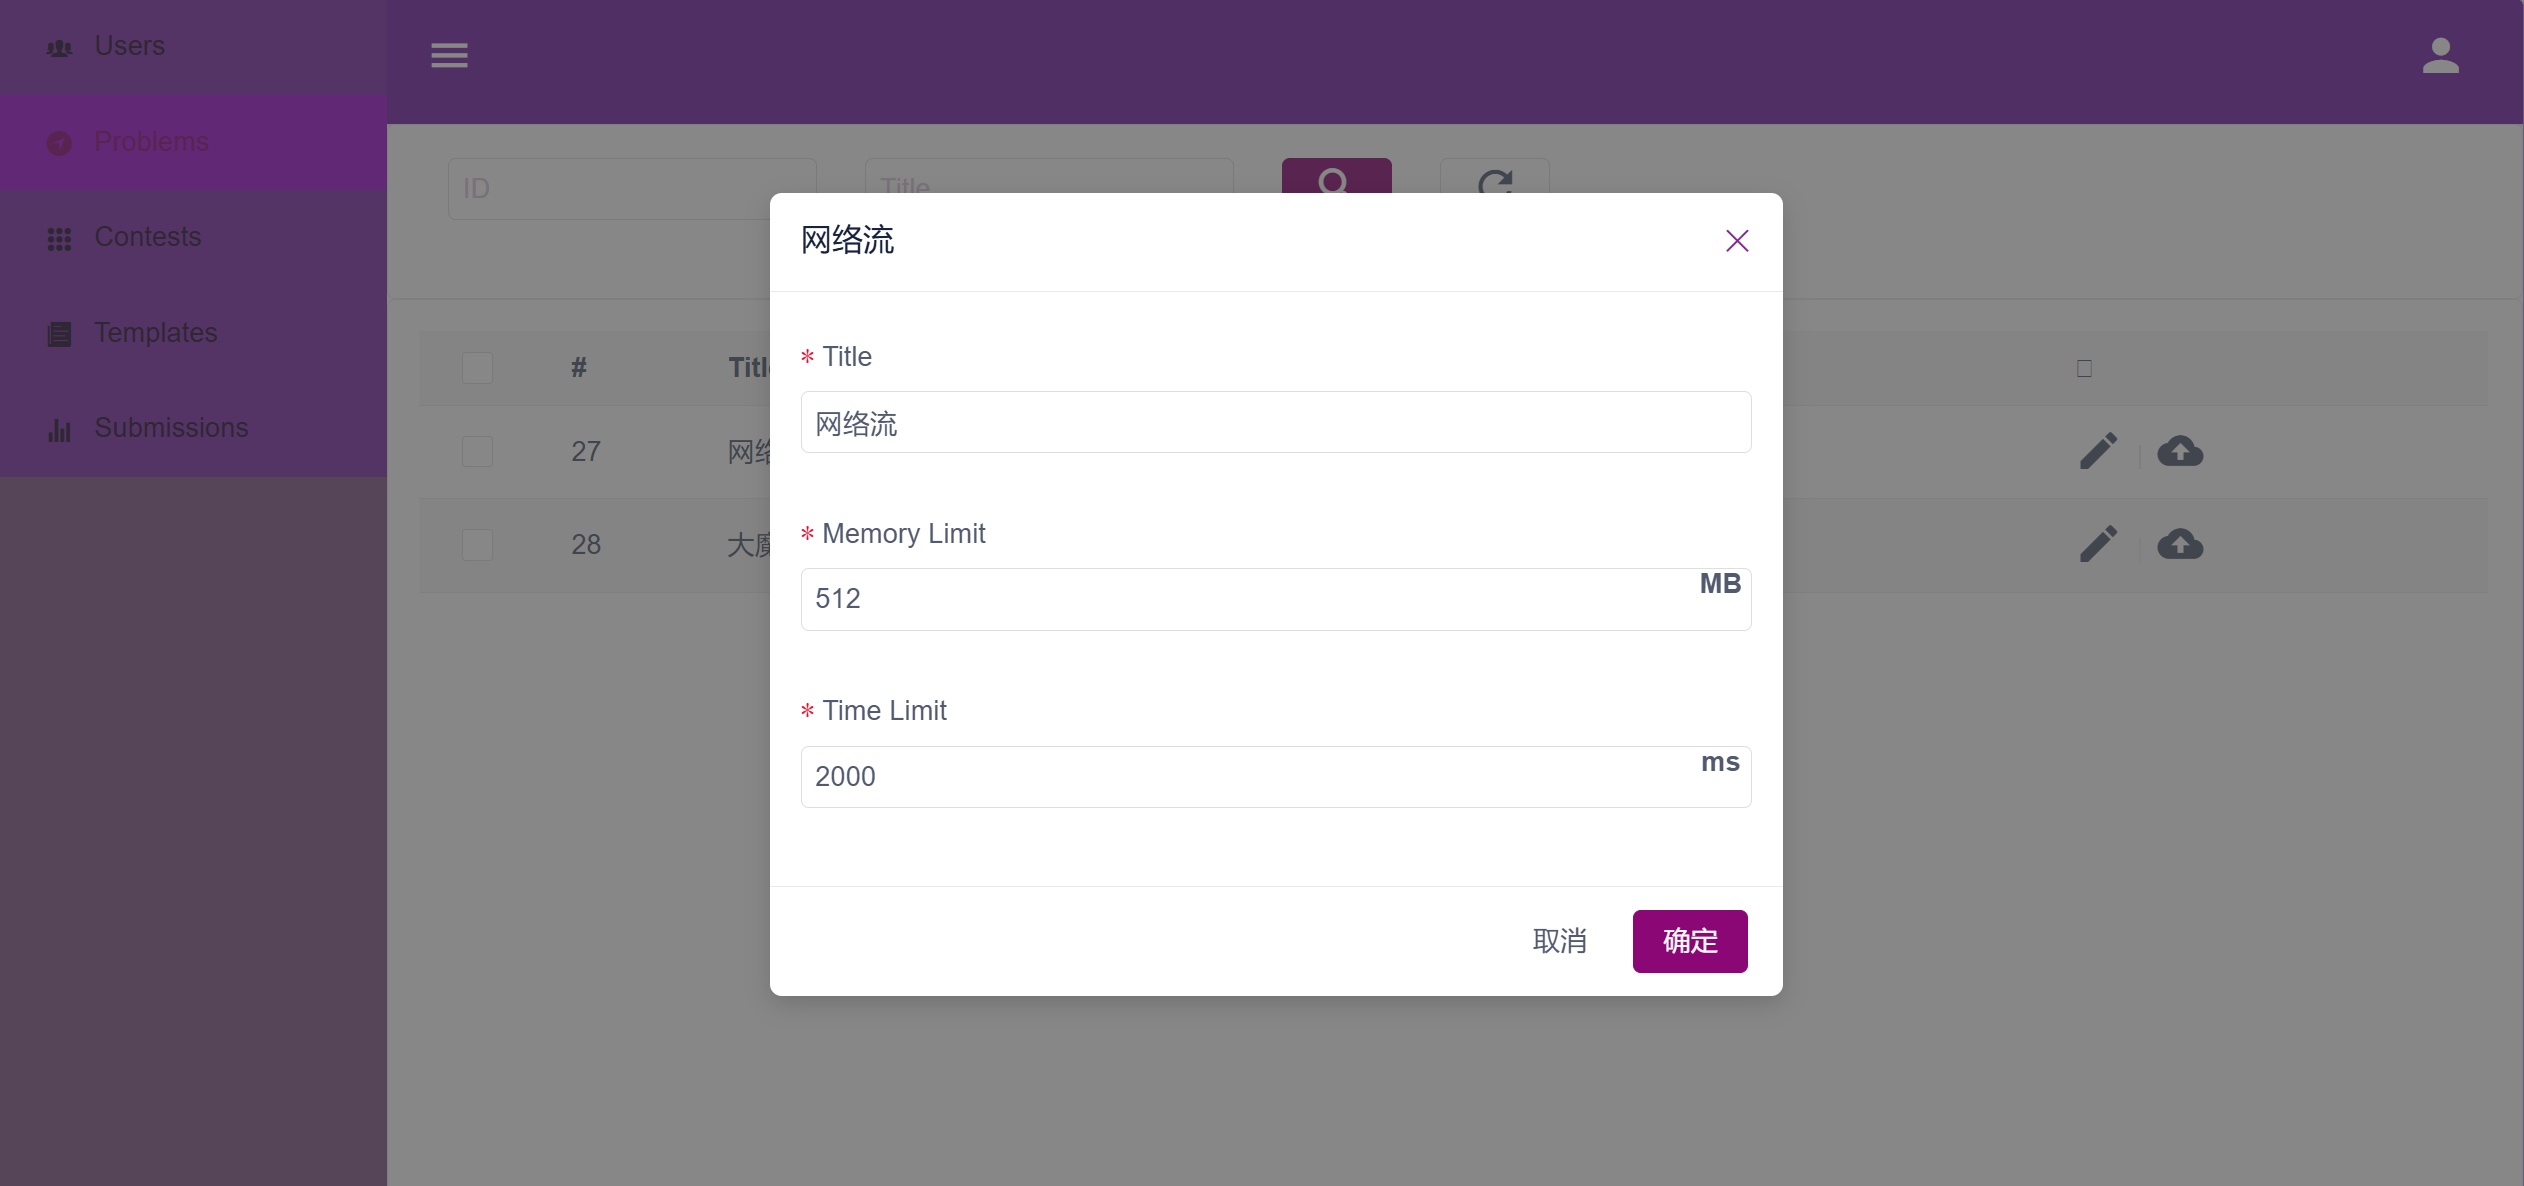 Users
Problems
Contests
Templates
Submissions
ID
Title
#
27
28
网络流
* Title
网络流
* Memory Limit
512
MB
* Time Limit
2000
ms
取消
确定